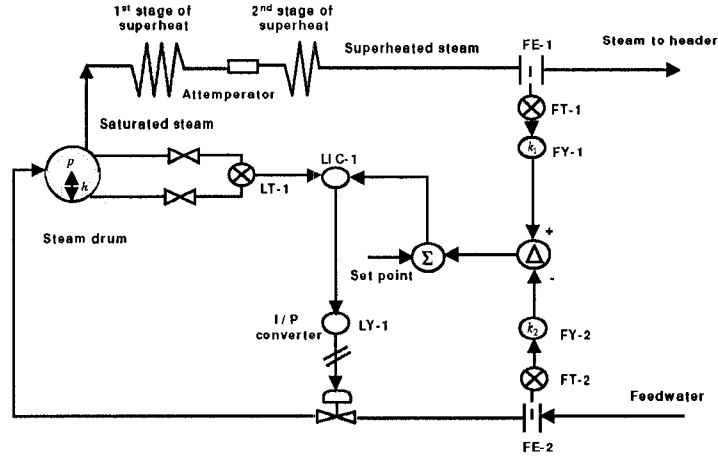 1st stage of
superheat
2nd stage of
superheat
Superheated steam
FE-1
Steam to header
Attemperator
FT-1
Saturated steam
k1
FY-1
p
h
LIC-1
LT-1
+
Steam drum
Δ
Σ
Set point
-
I / P
converter
LY-1
k2
FY-2
FT-2
Feedwater
FE-2